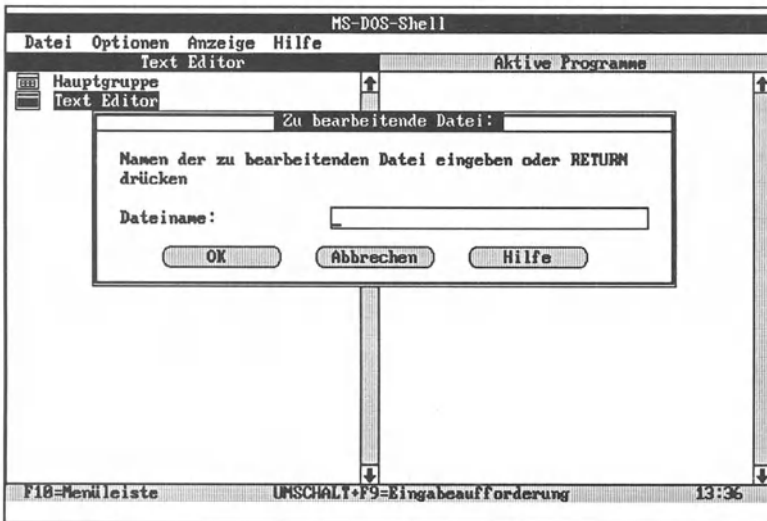 MS-DOS-Shell
Datei Optionen Anzeige Hilfe
Text Editor
Aktive Programme
Hauptgruppe
Text Editor
Zu bearbeitende Datei:
Namen der zu bearbeitenden Datei eingeben oder RETURN
drücken
Dateiname:
OK Abbrechen Hilfe
F10=Menüleiste UMSCHALT+F9=Eingabeaufforderung 13:36